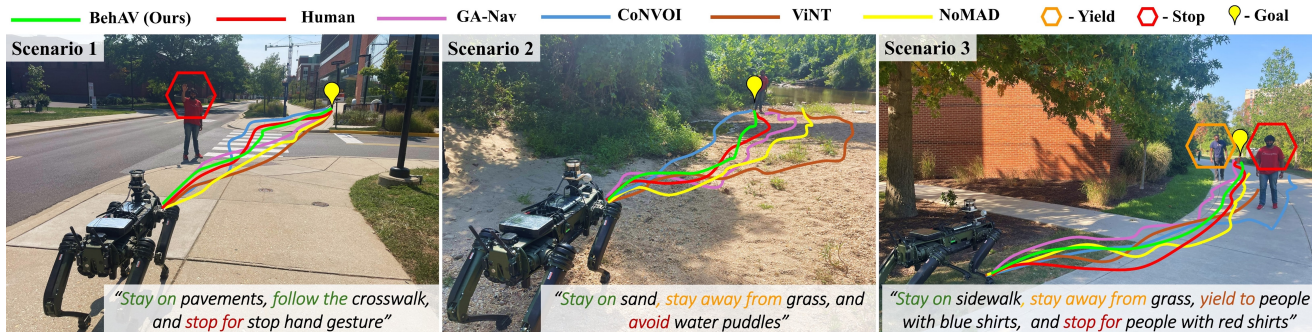 BehAV (Ours) Human GA-Nav CoNVOI ViNT NoMAD - Yield - Stop - Goal
Scenario 1
“Stay on pavements, follow the crosswalk,
and stop for stop hand gesture”
Scenario 2
“Stay on sand, stay away from grass, and
avoid water puddles”
Scenario 3
“Stay on sidewalk, stay away from grass, yield to people
with blue shirts, and stop for people with red shirts”